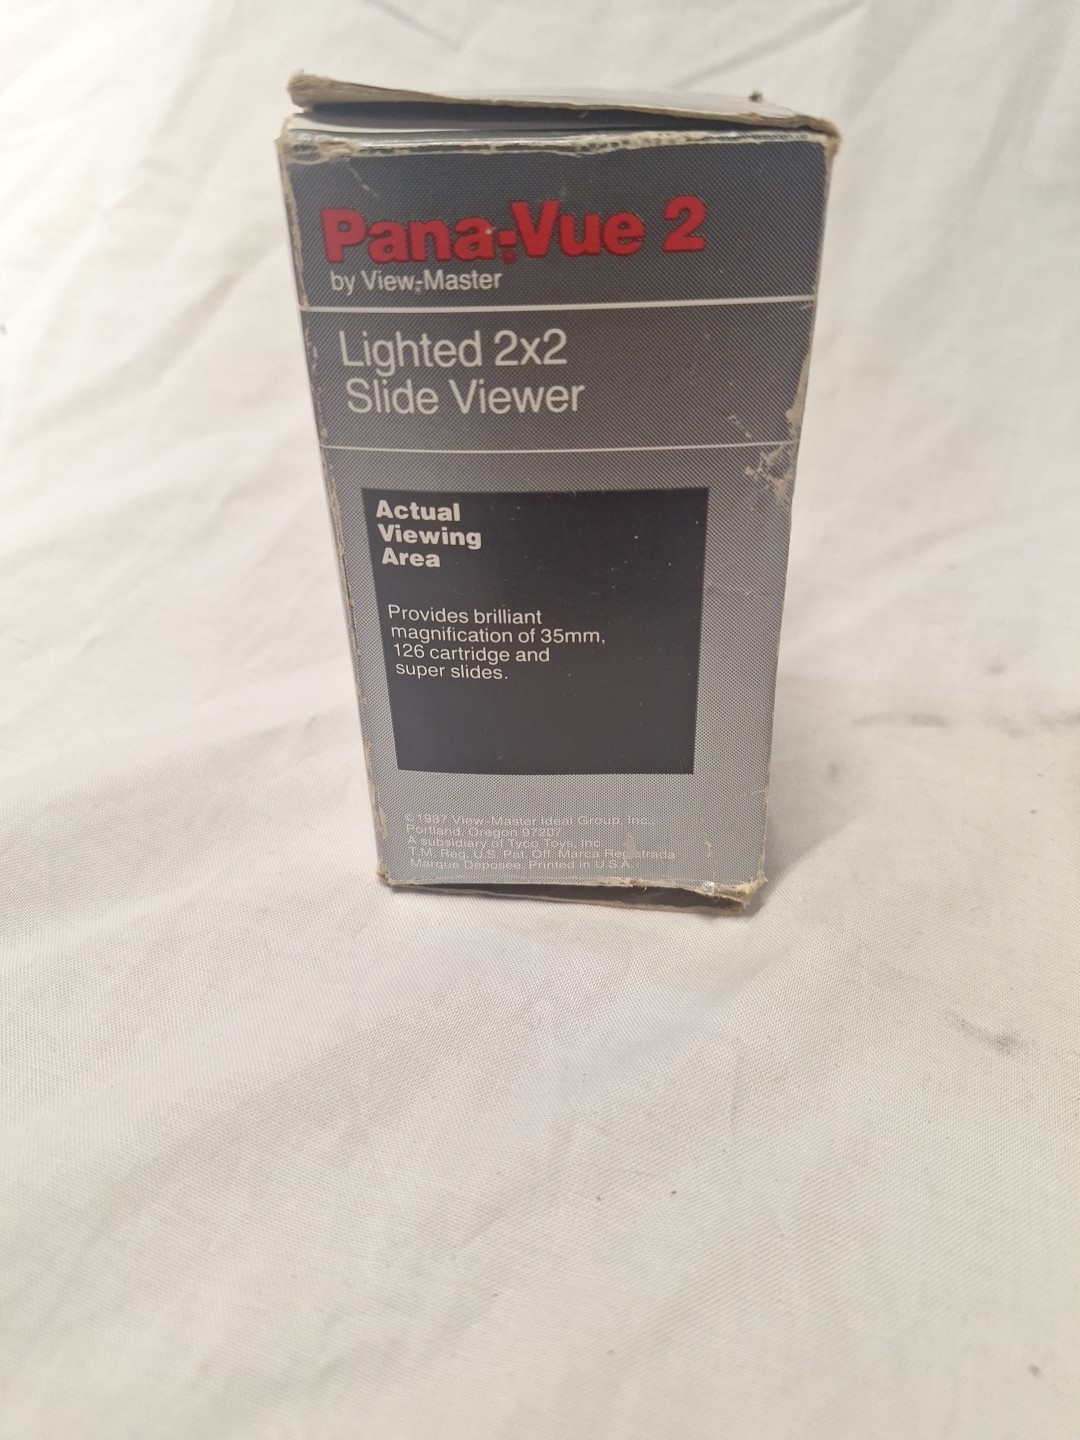 Pana-Vue 2
by View-Master
Lighted 2x2
Slide Viewer
Actual
Viewing
Area
Provides brilliant
magnification of 35mm,
126 cartridge and
super slides.
©1987 View-Master Ideal Group, Inc.,
Portland, Oregon 97207
A subsidiary of Tyco Toys, Inc.
T.M. Reg. U.S. Pat. Off. Marca Registrada
Marque Deposée. Printed in U.S.A.